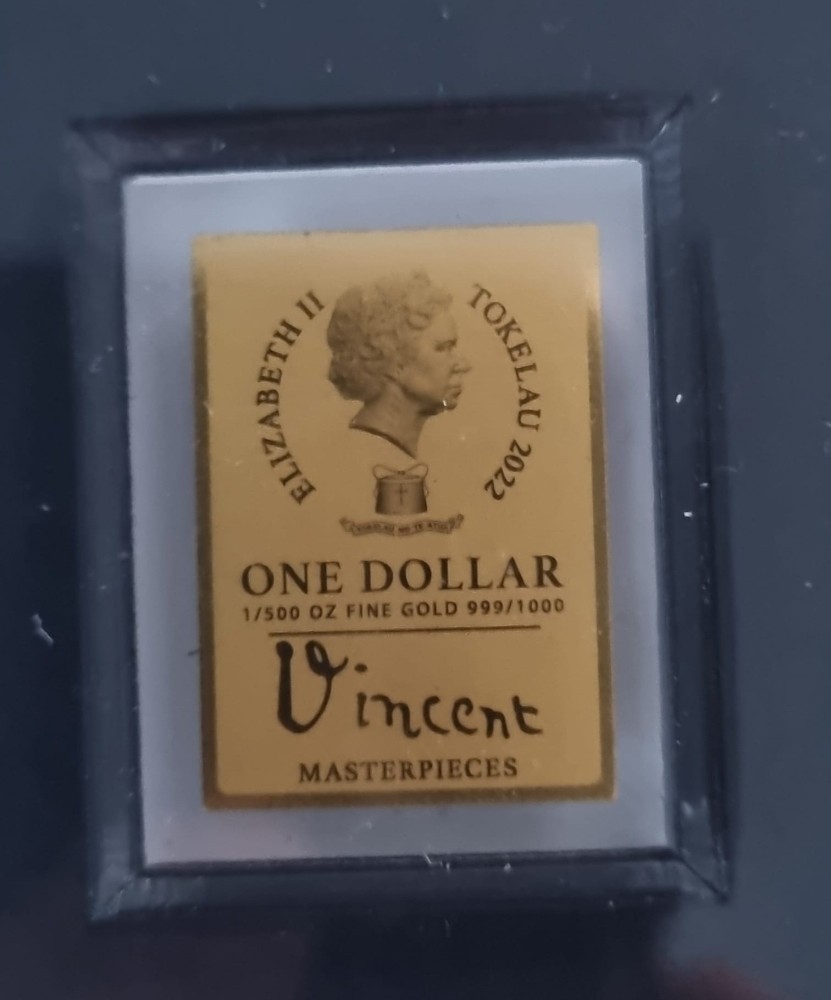 ELIZABETH II
TOKELAU 2022
ONE DOLLAR
1/500 OZ FINE GOLD 999/1000
Vincent
MASTERPIECES